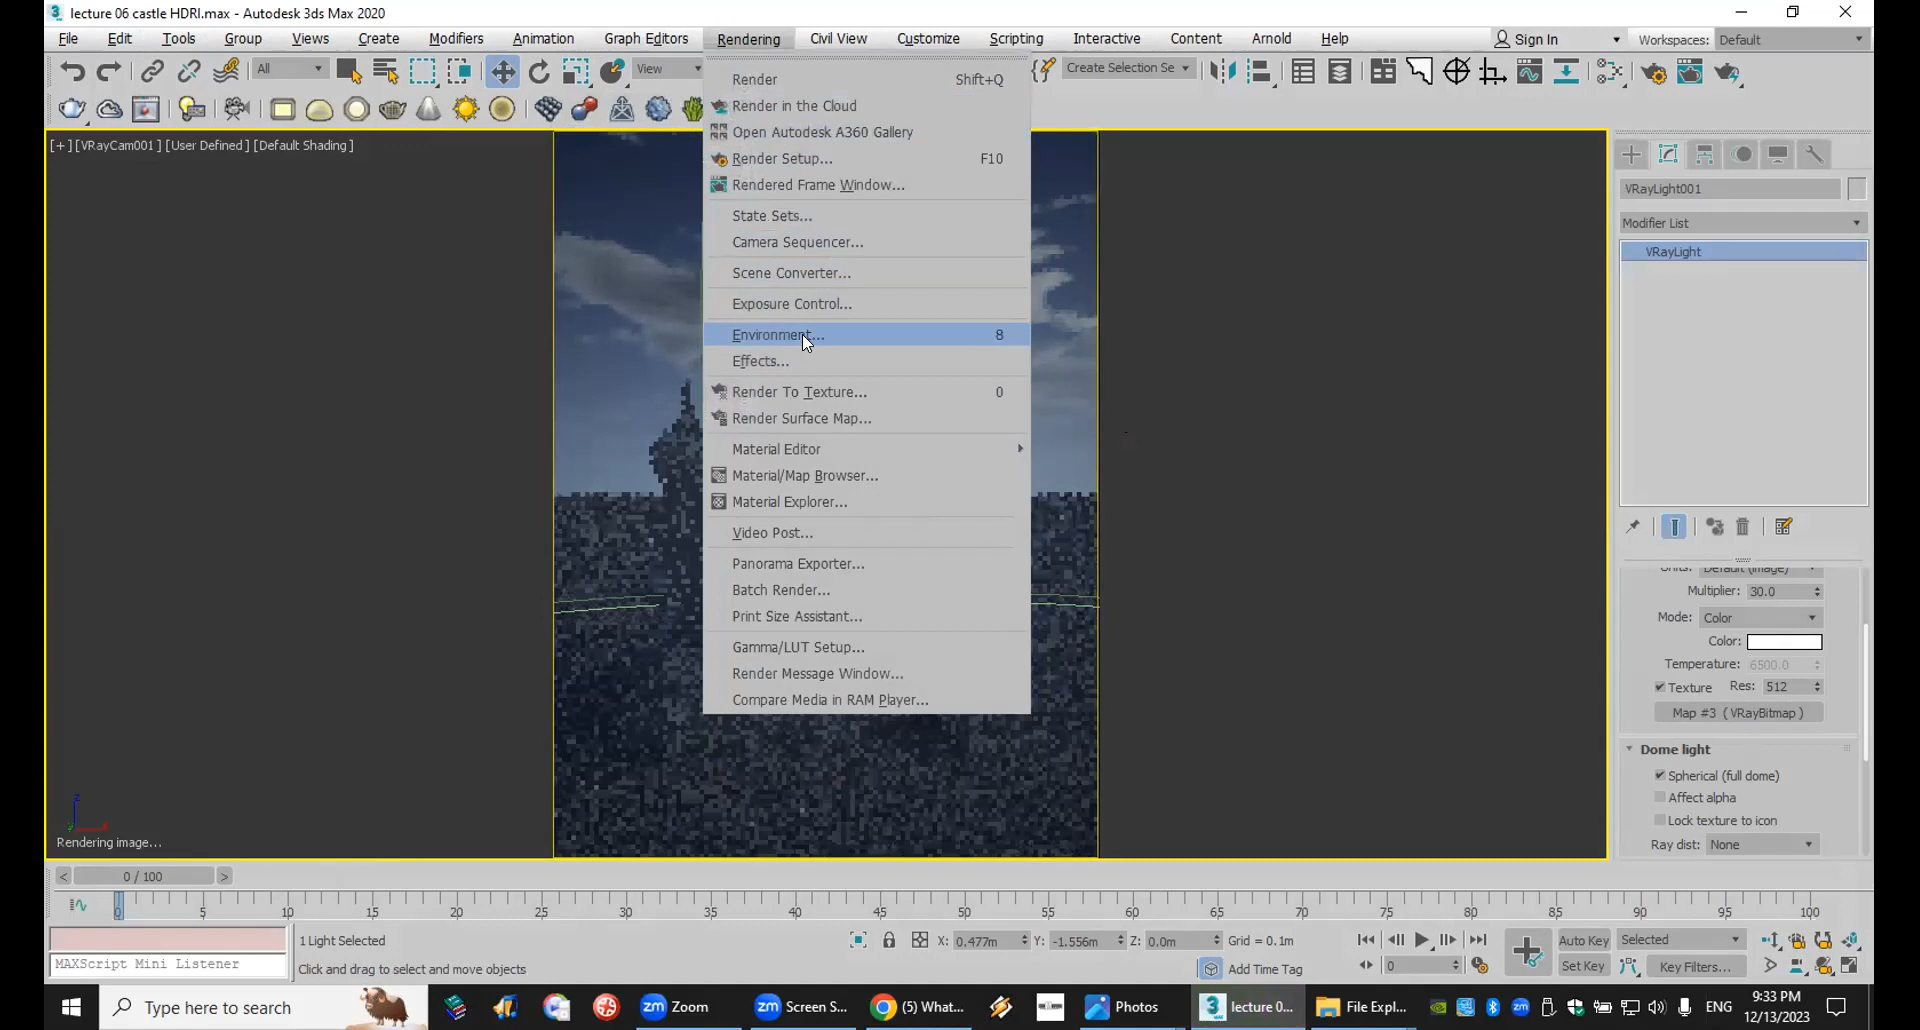 lecture 06 castle HDRI.max - Autodesk 3ds Max 2020
File Edit Tools Group Views Create Modifiers Animation Graph Editors Rendering Civil View Customize Scripting Interactive Content Arnold Help Sign In Workspaces: Default
All View Create Selection Se
[+] [VRayCam001 ] [User Defined ] [Default Shading ]
Render Shift+Q
Render in the Cloud
Open Autodesk A360 Gallery
Render Setup... F10
Rendered Frame Window...
State Sets...
Camera Sequencer...
Scene Converter...
Exposure Control...
Environment... 8
Effects...
Render To Texture... 0
Render Surface Map...
Material Editor
Material/Map Browser...
Material Explorer...
Video Post...
Panorama Exporter...
Batch Render...
Print Size Assistant...
Gamma/LUT Setup...
Render Message Window...
Compare Media in RAM Player...
VRayLight001
Modifier List
VRayLight
Units: Default (image)
Multiplier: 30.0
Mode: Color
Color:
Temperature: 6500.0
Texture Res: 512
Map #3 ( VRayBitmap )
Dome light
Spherical (full dome)
Affect alpha
Lock texture to icon
Ray dist: None
z
Rendering image...
< 0 / 100 >
0 5 10 15 20 25 30 35 40 45 50 55 60 65 70 75 80 85 90 95 100
1 Light Selected X: 0.477m Y: -1.556m Z: 0.0m Grid = 0.1m Auto Key Selected
MAXScript Mini Listener Click and drag to select and move objects Add Time Tag 0 Set Key Key Filters...
Type here to search zm Zoom zm Screen S... (5) What... Photos 3 lecture 0... File Expl... zm ENG 9:33 PM
12/13/2023